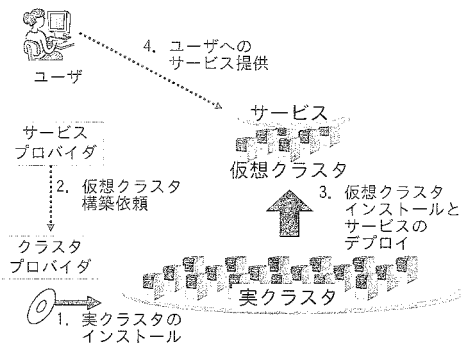 4. ユーザへの
サービス提供
ユーザ
サービス
サービス
プロバイダ
仮想クラスタ
2. 仮想クラスタ
構築依頼
3. 仮想クラスタ
インストールと
サービスの
デプロイ
クラスタ
プロバイダ
実クラスタ
1. 実クラスタの
インストール